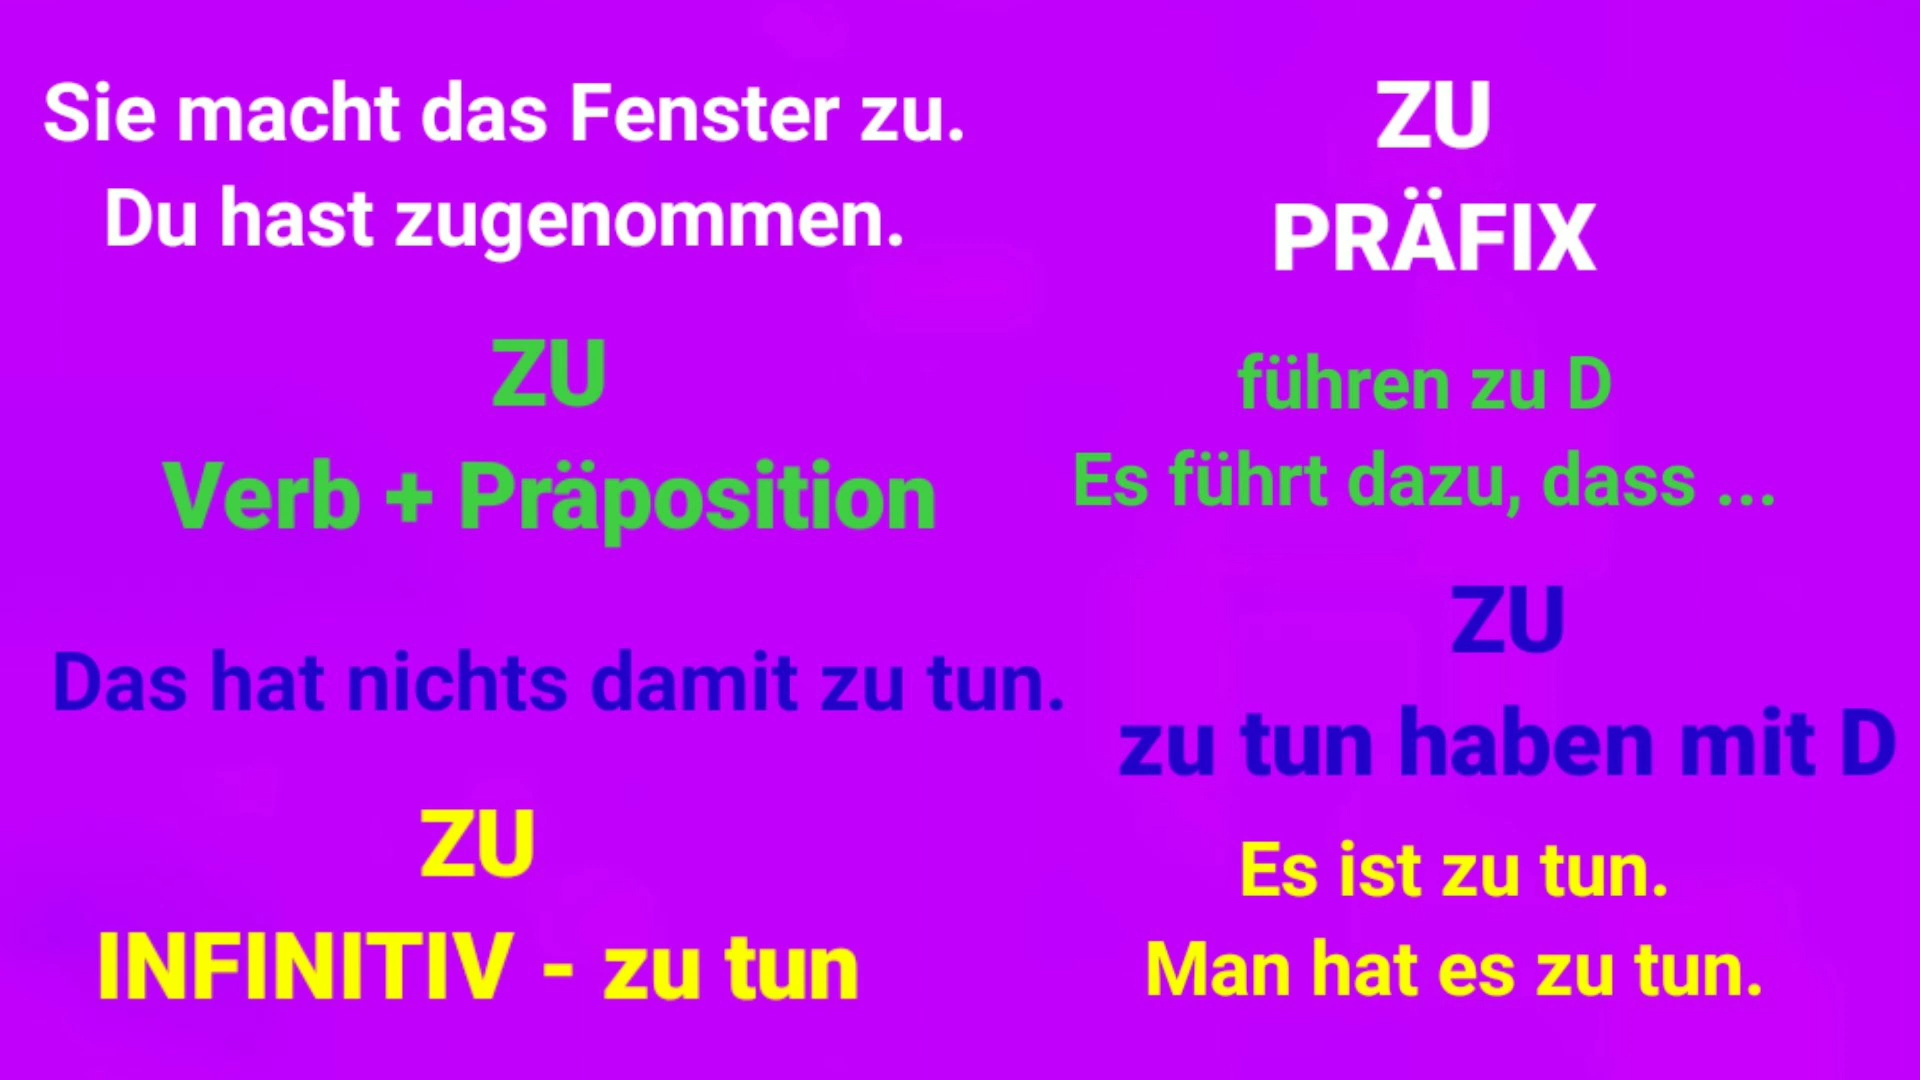 Sie macht das Fenster zu.
Du hast zugenommen.
ZU
PRÄFIX
ZU
Verb + Präposition
führen zu D
Es führt dazu, dass ...
Das hat nichts damit zu tun.
ZU
zu tun haben mit D
ZU
INFINITIV - zu tun
Es ist zu tun.
Man hat es zu tun.